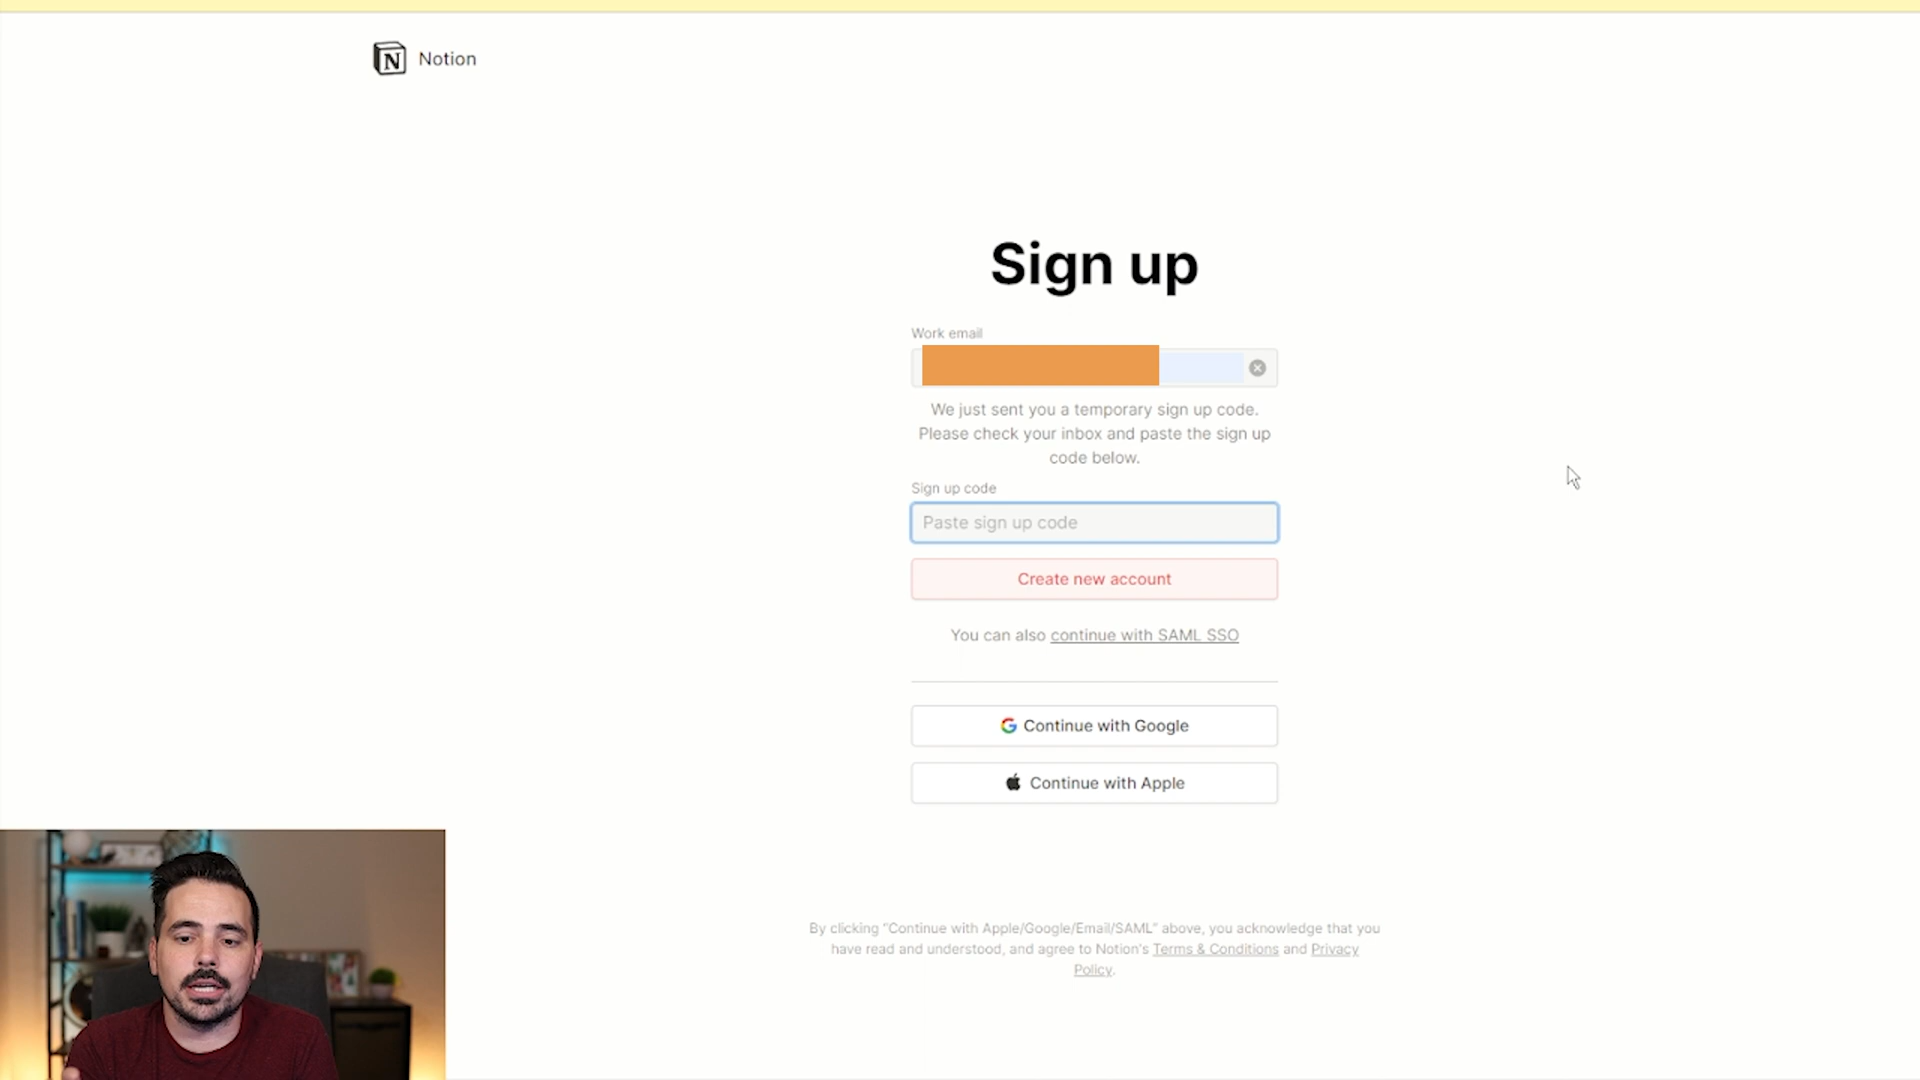 Notion
Sign up
Work email
We just sent you a temporary sign up code.
Please check your inbox and paste the sign up
code below.
Sign up code
Paste sign up code
Create new account
You can also continue with SAML SSO
Continue with Google
Continue with Apple
By clicking “Continue with Apple/Google/Email/SAML” above, you acknowledge that you
have read and understood, and agree to Notion's Terms & Conditions and Privacy
Policy.